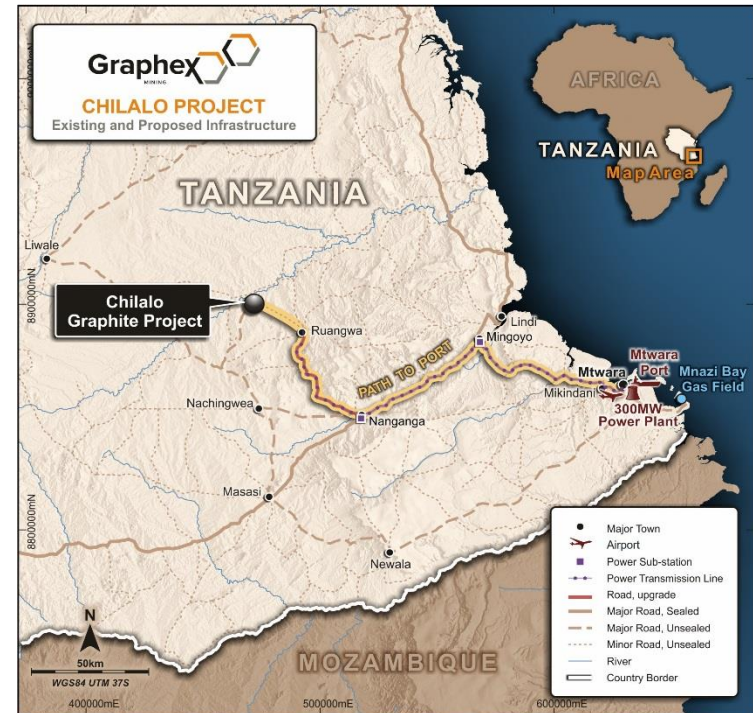 Graphex
MINING
CHILALO PROJECT
Existing and Proposed Infrastructure
AFRICA
TANZANIA
Map Area
TANZANIA
Liwale
Chilalo
Graphite Project
Ruangwa
Lindi
Mingoyo
PATH TO PORT
Mtwara
Port
Mtwara
Mnazi Bay
Gas Field
Mikindani
300MW
Power Plant
Nachingwea
Nanganga
Masasi
Newala
MOZAMBIQUE
8900000mN
8800000mN
N
50km
WGS84 UTM 37S
400000mE
500000mE
600000mE
Major Town
Airport
Power Sub-station
Power Transmission Line
Road, upgrade
Major Road, Sealed
Major Road, Unsealed
Minor Road, Unsealed
River
Country Border